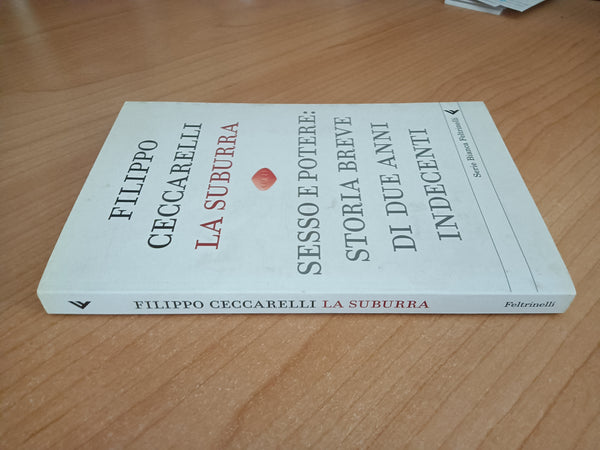 FILIPPO
CECCARELLI
LA SUBURRA
SESSO E POTERE:
STORIA BREVE
DI DUE ANNI
INDECENTI
Serie Bianca Feltrinelli
FILIPPO CECCARELLI LA SUBURRA
Feltrinelli